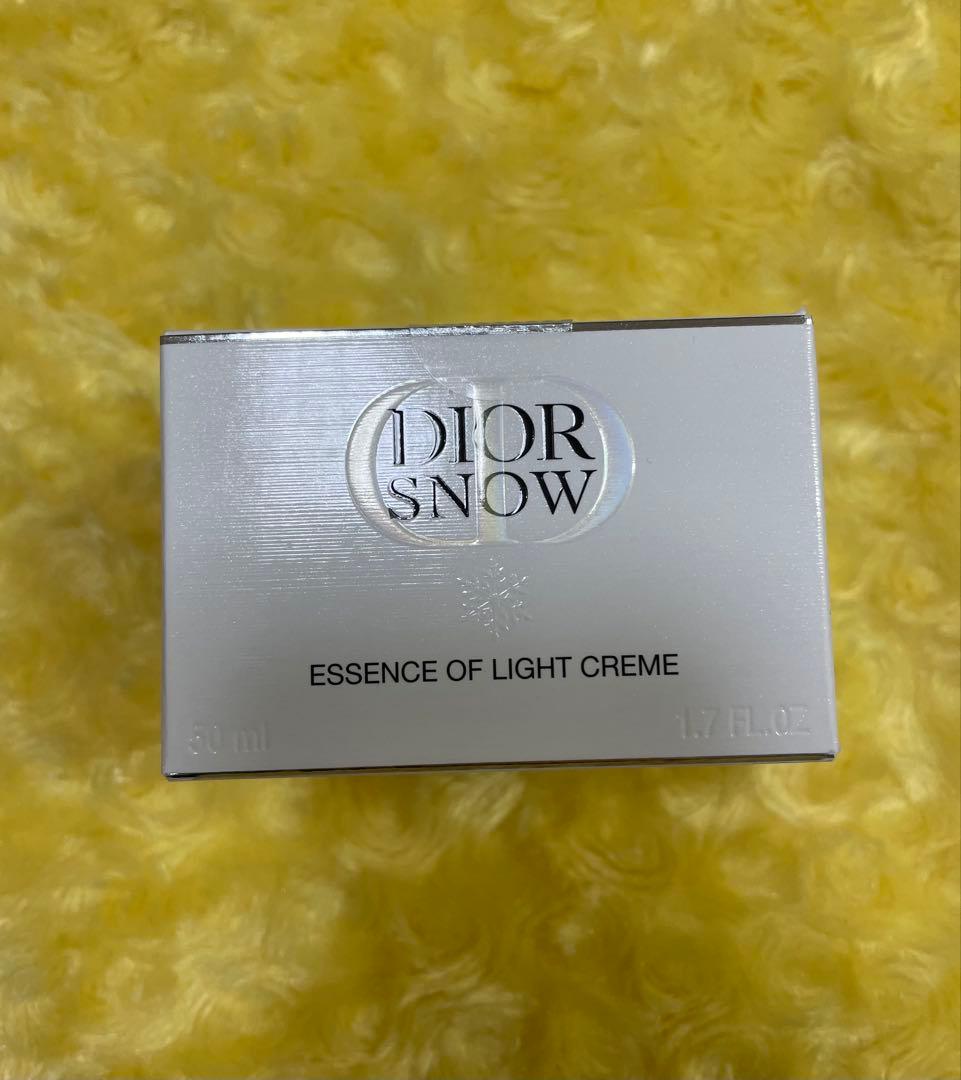 DIOR
SNOW
ESSENCE OF LIGHT CREME
50 ml 1.7 FL.OZ